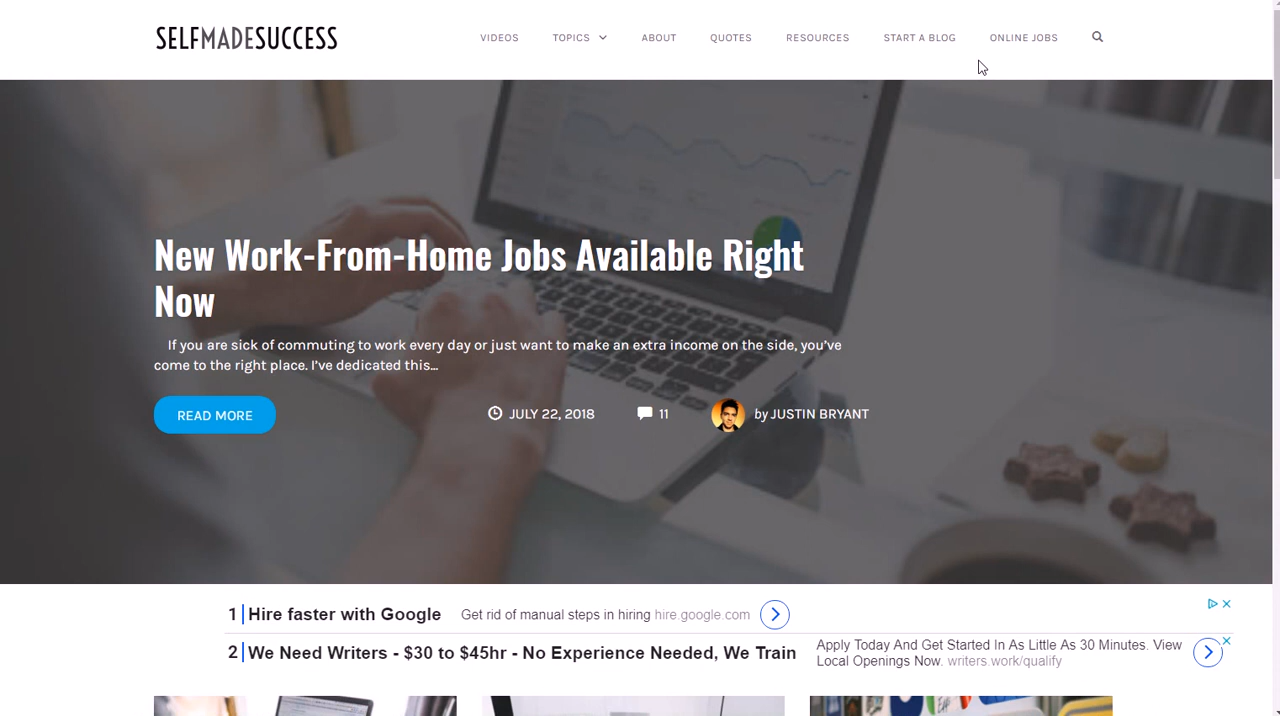 SELFMADESUCCESS
VIDEOS TOPICS ABOUT QUOTES RESOURCES START A BLOG ONLINE JOBS
New Work-From-Home Jobs Available Right
Now
If you are sick of commuting to work every day or just want to make an extra income on the side, you've
come to the right place. I've dedicated this...
READ MORE JULY 22, 2018 11 by JUSTIN BRYANT
1 Hire faster with Google Get rid of manual steps in hiring hire.google.com
2 We Need Writers - $30 to $45hr - No Experience Needed, We Train Apply Today And Get Started In As Little As 30 Minutes. View
Local Openings Now. writers.work/qualify